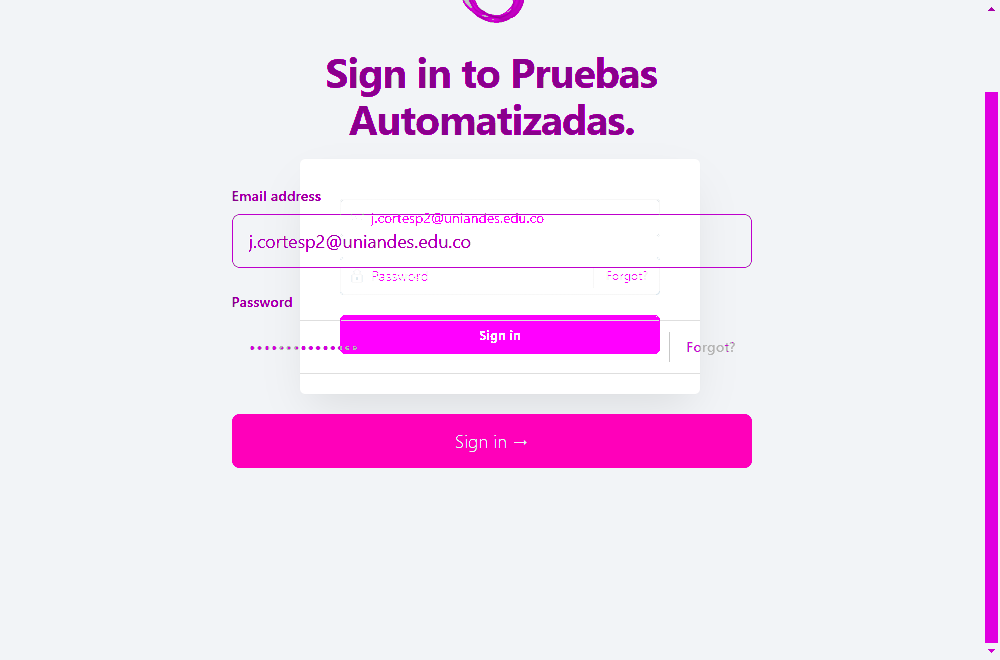 Sign in to Pruebas
Automatizadas.
Email address
j.cortesp2@uniandes.edu.co
j.cortesp2@uniandes.edu.co
Password
Forgot?
Password
Sign in
Forgot?
Sign in →